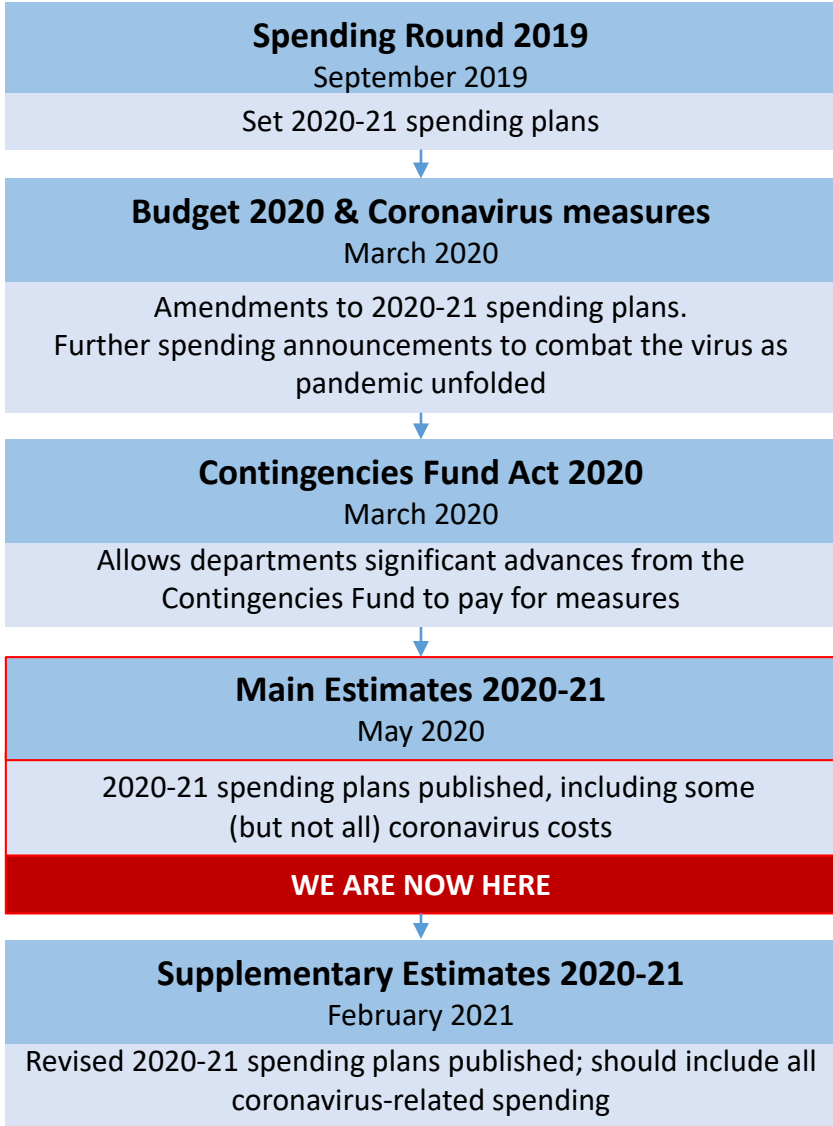 Spending Round 2019
September 2019
Set 2020-21 spending plans
Budget 2020 & Coronavirus measures
March 2020
Amendments to 2020-21 spending plans.
Further spending announcements to combat the virus as
pandemic unfolded
Contingencies Fund Act 2020
March 2020
Allows departments significant advances from the
Contingencies Fund to pay for measures
Main Estimates 2020-21
May 2020
2020-21 spending plans published, including some
(but not all) coronavirus costs
WE ARE NOW HERE
Supplementary Estimates 2020-21
February 2021
Revised 2020-21 spending plans published; should include all
coronavirus-related spending